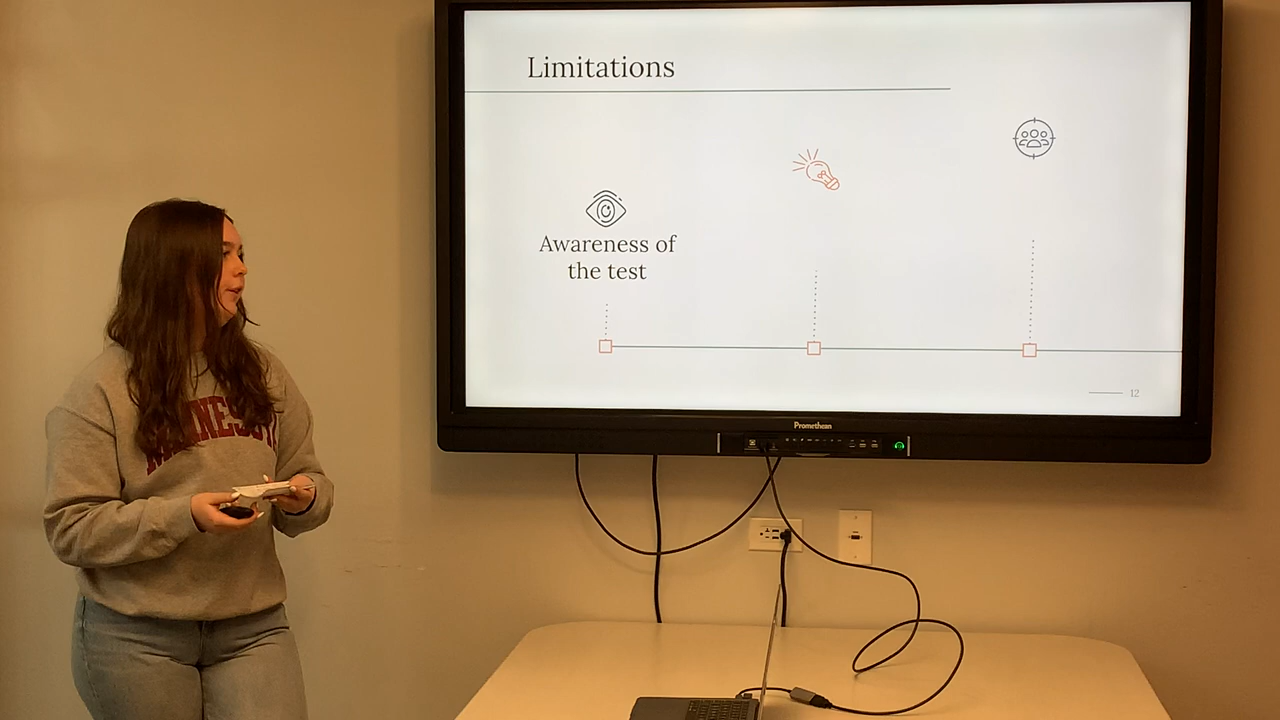 Limitations
Awareness of
the test
12
Promethean